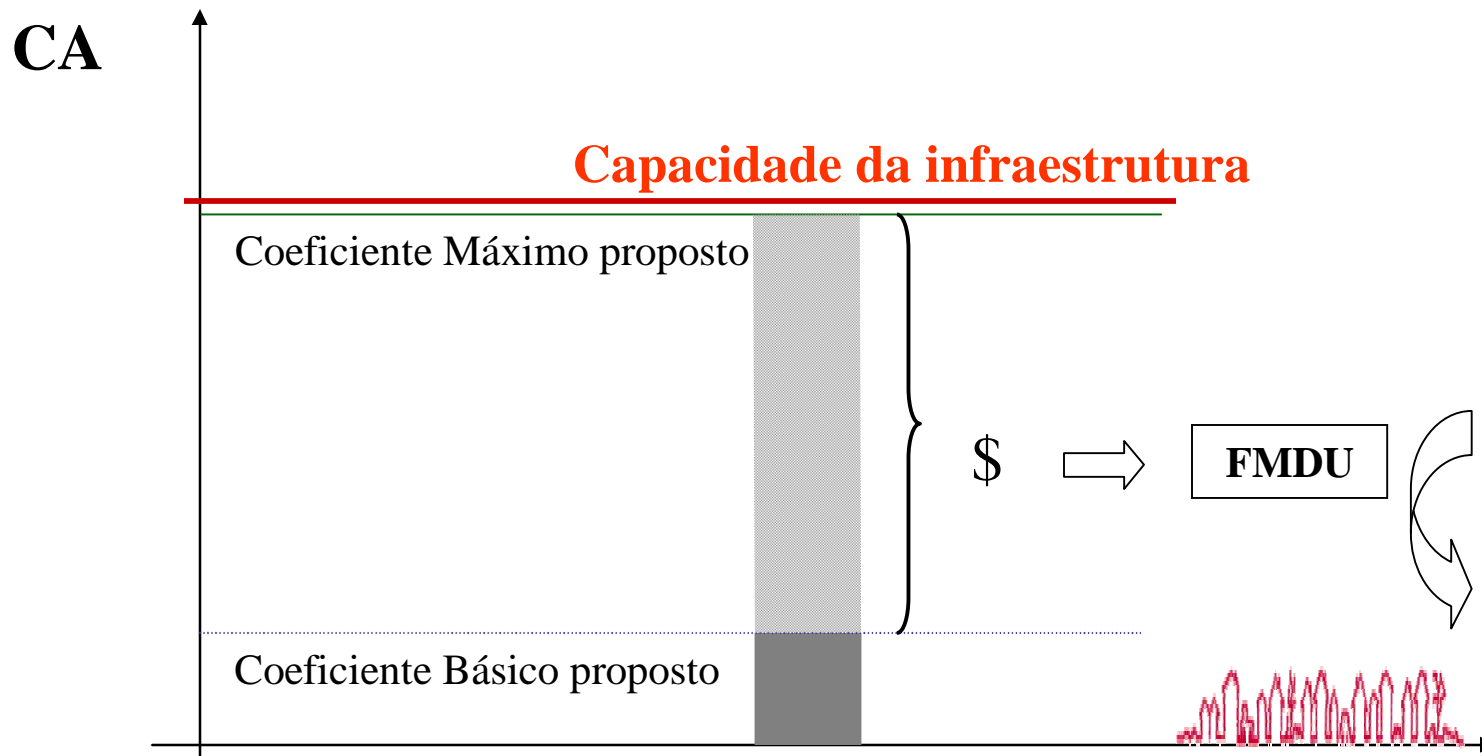 CA
Capacidade da infraestrutura
Coeficiente Máximo proposto
$
FMDU
Coeficiente Básico proposto